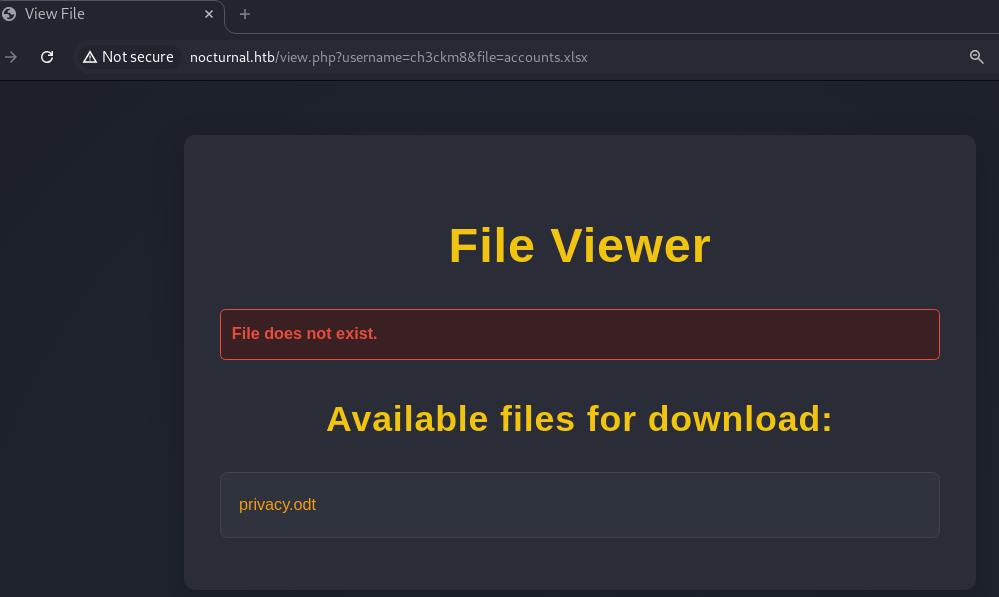 View File
Not secure
nocturnal.htb/view.php?username=ch3ckm8&file=accounts.xlsx
File Viewer
File does not exist.
Available files for download:
privacy.odt